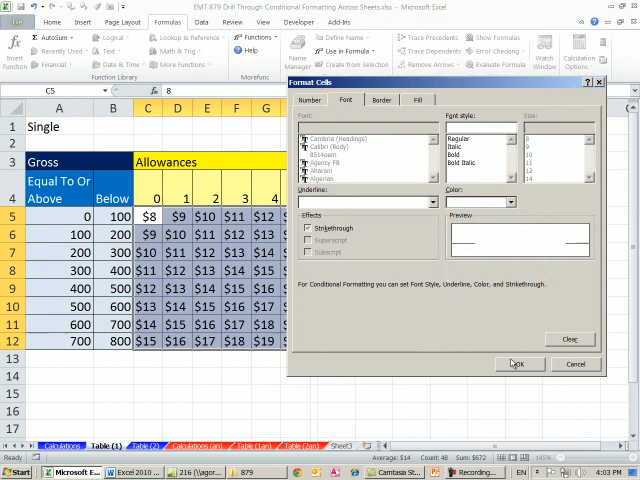 EMT 879 Drill Through Conditional Formatting Across Sheets.xlsx - Microsoft Excel
File Home Insert Page Layout Formulas Data Review View Developer Add-Ins
AutoSum Logical Functions Define Name Trace Precedents Show Formulas
Recently Used Text Help Use in Formula Trace Dependents Error Checking
Financial Date & Time More Functions Create from Selection Remove Arrows Evaluate Formula
Insert Function Name Manager Watch Window Calculation Options
Function Library Morefunc
C5 8
Format Cells
Number Font Border Fill
Font: Font style: Size:
Cambria (Headings) Regular 8
Calibri (Body) Italic 9
8514oem Bold 10
Agency FB Bold Italic 11
Aharoni 12
Algerian 14
Underline: Color:
Effects Preview
Strikethrough
Superscript
Subscript
For Conditional Formatting you can set Font Style, Underline, Color, and Strikethrough.
Clear
OK Cancel
A B C D E F G
1 Single
2
3 Gross Allowances
4 Equal To Or Above Below 0 1 2 3 4
5 0 100 $8 $9 $10 $11 $12
6 100 200 $9 $10 $11 $12 $13
7 200 300 $10 $11 $12 $13 $14
8 300 400 $11 $12 $13 $14 $15
9 400 500 $12 $13 $14 $15 $16
10 500 600 $13 $14 $15 $16 $17
11 600 700 $14 $15 $16 $17 $18
12 700 800 $15 $16 $17 $18 $19
13
14
15
16
17
Calculations Table (1) Table (2) Calculations (an) Table (1an) Table (2an) Sheet3
Ready Average: $14 Count: 48 Sum: $672 145%
Start Microsoft E... Excel 2010 ... 216 (\\agor... 879 Camtasia St... Recording... EN 4:03 PM